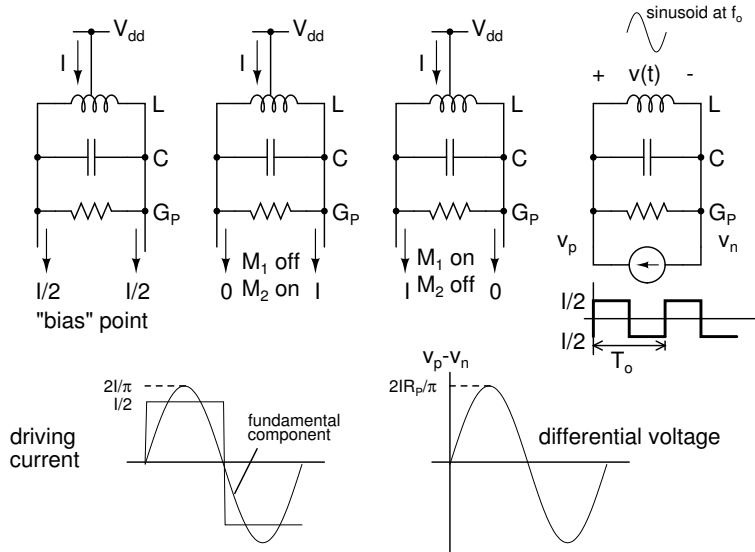 sinusoid at fo
Vdd
Vdd
Vdd
I
I
I
+ v(t) -
L
L
L
L
C
C
C
C
GP
GP
GP
GP
vp
vn
I/2
I/2
"bias" point
M1 off
0 M2 on I
M1 on
I M2 off 0
I/2
I/2
To
2I/π
I/2
fundamental
component
driving
current
vp-vn
2IRP/π
differential voltage